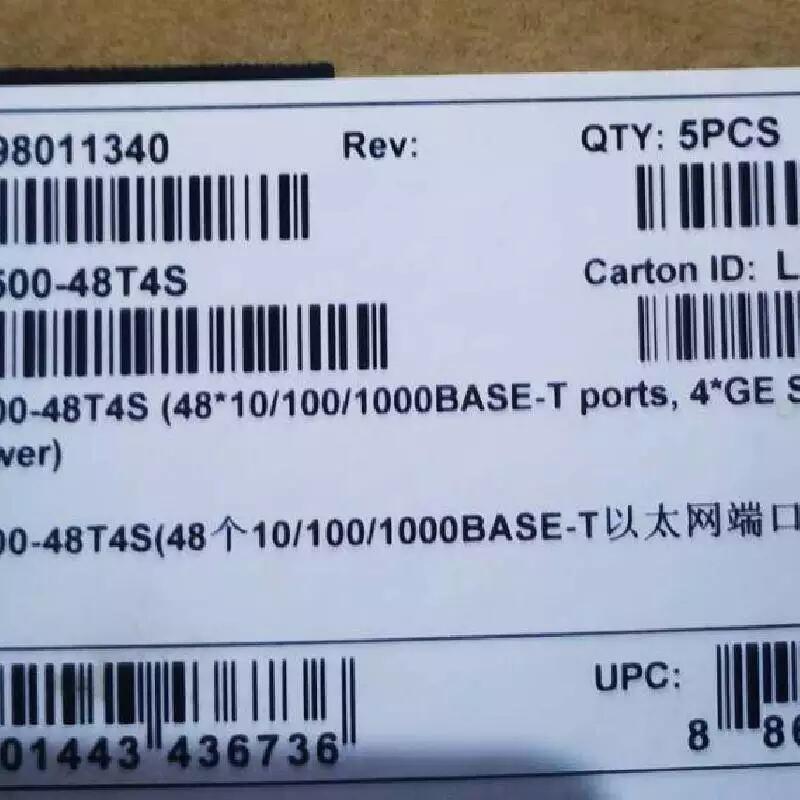 98011340 Rev: QTY: 5PCS
500-48T4S Carton ID: L
00-48T4S (48*10/100/1000BASE-T ports, 4*GE S
wer)
00-48T4S(48个10/100/1000BASE-T以太网端口
UPC:
01443 436736 8 86